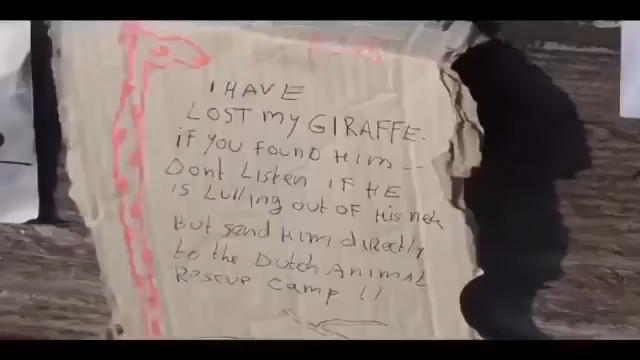 I HAVE
LOST my GIRAFFE.
if you found Him --
Dont Listen IF HE
is Lulling out OF His nek
But send Him directly
to the Dutch ANIMAL
Rescue Camp !!